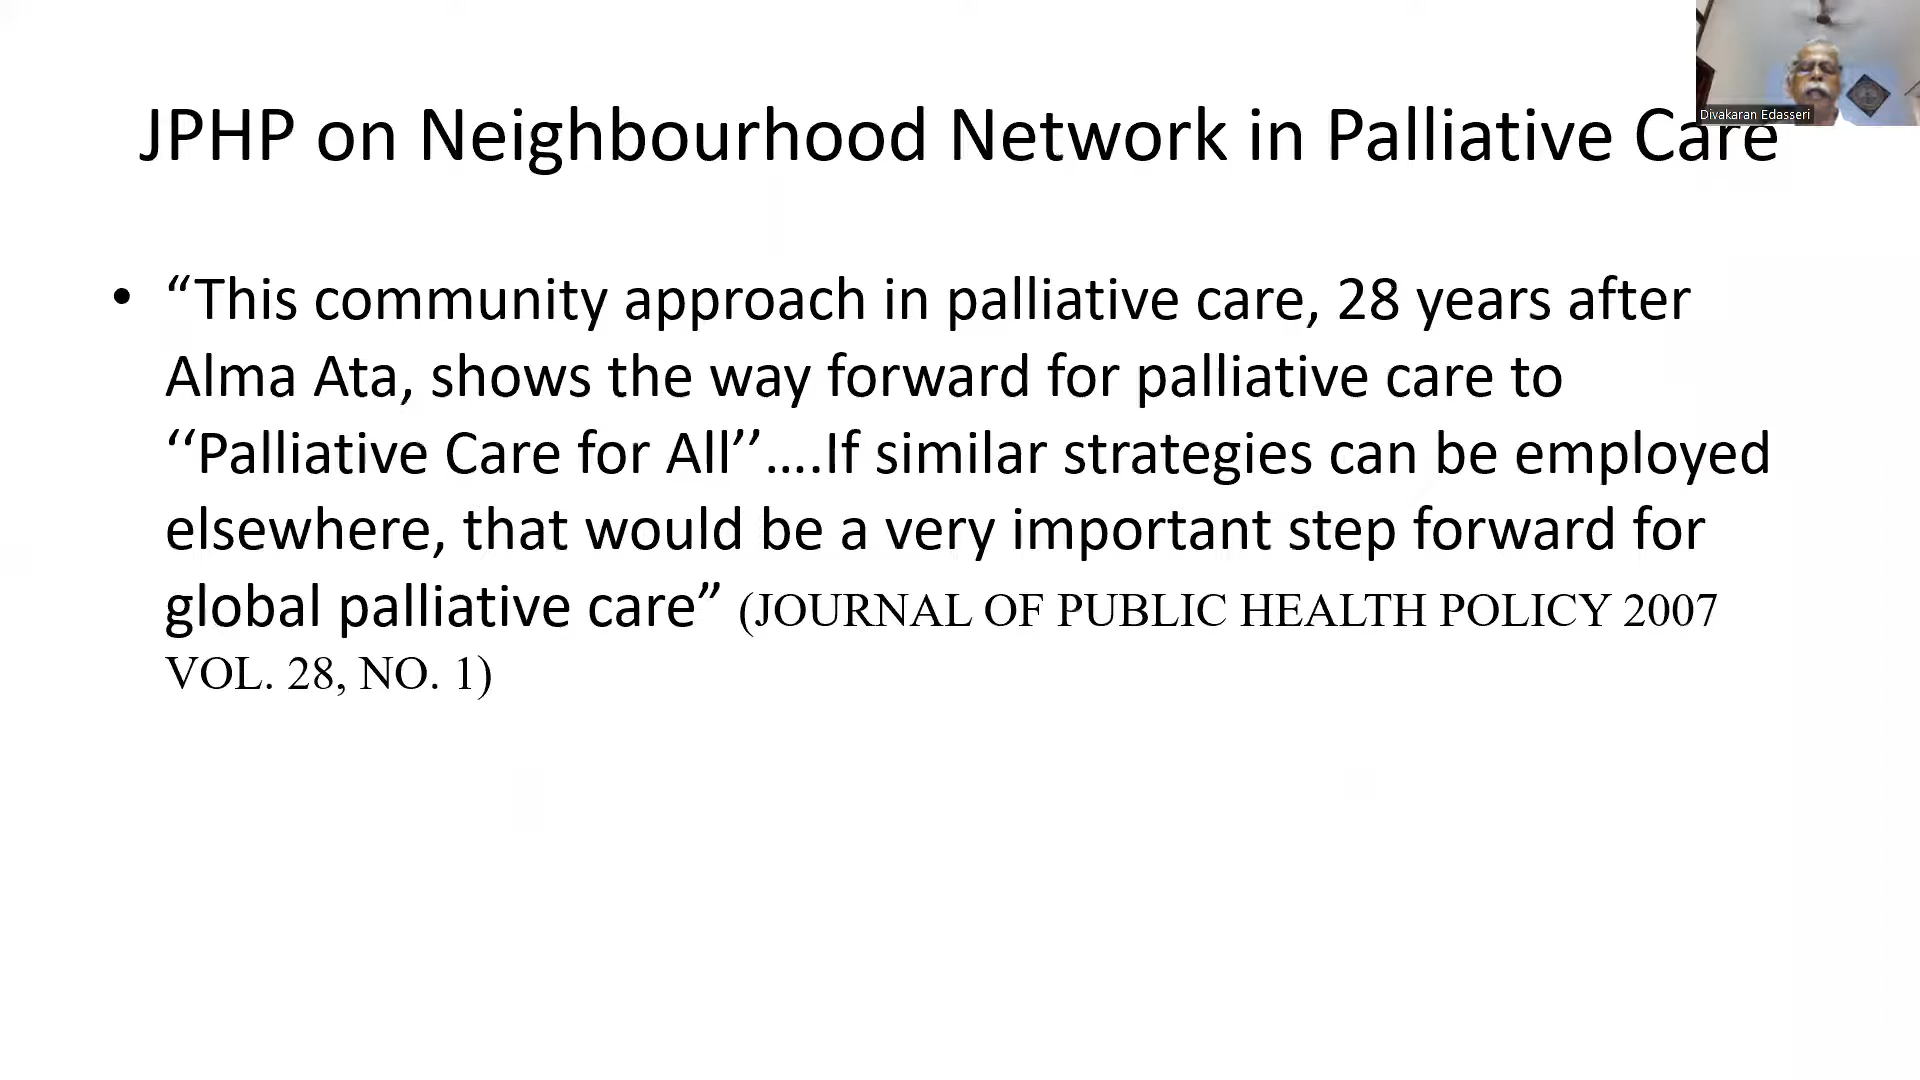 Divakaran Edasseri
JPHP on Neighbourhood Network in Palliative Care
• “This community approach in palliative care, 28 years after
Alma Ata, shows the way forward for palliative care to
‘‘Palliative Care for All’’….If similar strategies can be employed
elsewhere, that would be a very important step forward for
global palliative care” (JOURNAL OF PUBLIC HEALTH POLICY 2007
VOL. 28, NO. 1)